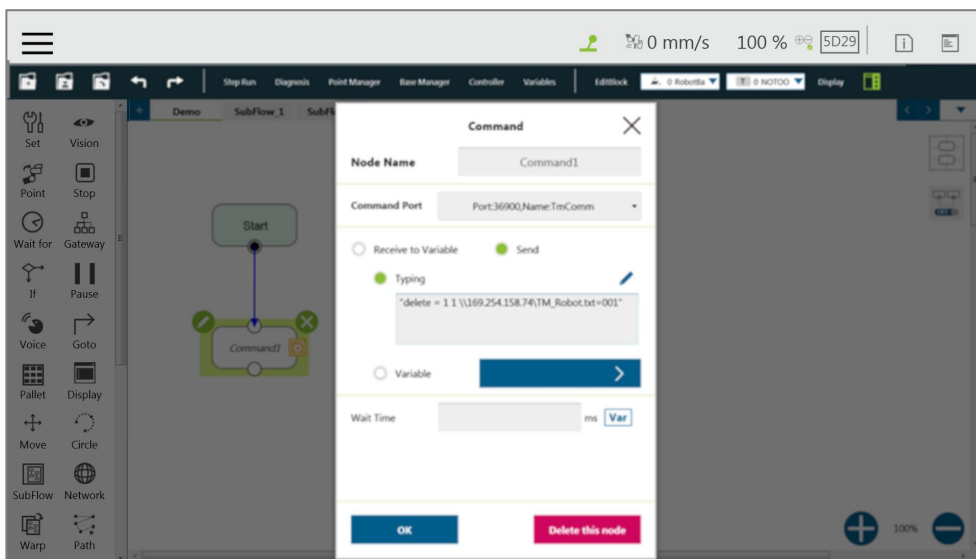 0 mm/s 100 % 5D29
Step Run Diagnosis Point Manager Base Manager Controller Variables EditBlock 0 RobotBa 0 NOTOO Display
Demo SubFlow_1 SubFl
Set Vision
Point Stop
Wait for Gateway
If Pause
Voice Goto
Pallet Display
Move Circle
SubFlow Network
Warp Path
Start
Command1
Command
Node Name Command1
Command Port Port:36900,Name:TmComm
Receive to Variable Send
Typing
"delete = 1 1 \\169.254.158.74\TM_Robot.txt=001"
Variable
Wait Time ms Var
OK Delete this node
100%